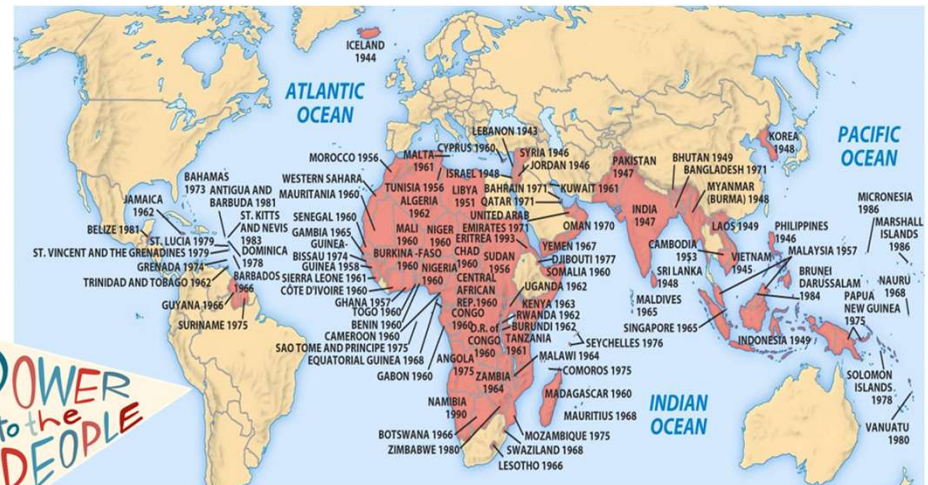 ICELAND
1944
ATLANTIC
OCEAN
PACIFIC
OCEAN
INDIAN
OCEAN
LEBANON 1943
CYPRUS 1960
MALTA
1961
SYRIA 1946
JORDAN 1946
ISRAEL 1948
MOROCCO 1956
WESTERN SAHARA
MAURITANIA 1960
TUNISIA 1956
ALGERIA
1962
LIBYA
1951
BAHRAIN 1971
KUWAIT 1961
QATAR 1971
UNITED ARAB
EMIRATES 1971
OMAN 1970
YEMEN 1967
DJIBOUTI 1977
SOMALIA 1960
ERITREA 1993
SENEGAL 1960
GAMBIA 1965
GUINEA-
BISSAU 1974
GUINEA 1958
SIERRA LEONE 1961
CÔTE D'IVOIRE 1960
GHANA 1957
TOGO 1960
BENIN 1960
CAMEROON 1960
SAO TOME AND PRINCIPE 1975
EQUATORIAL GUINEA 1968
GABON 1960
MALI
1960
NIGER
1960
BURKINA-FASO
1960
NIGERIA
1960
CHAD
1960
SUDAN
1956
CENTRAL
AFRICAN
REP.1960
CONGO
1960
D.R. of
CONGO
1960
UGANDA 1962
KENYA 1963
RWANDA 1962
BURUNDI 1962
TANZANIA
1961
SEYCHELLES 1976
MALAWI 1964
COMOROS 1975
ANGOLA
1975
ZAMBIA
1964
MADAGASCAR 1960
MAURITIUS 1968
NAMIBIA
1990
BOTSWANA 1966
ZIMBABWE 1980
MOZAMBIQUE 1975
SWAZILAND 1968
LESOTHO 1966
BAHAMAS
1973
JAMAICA
1962
ANTIGUA AND
BARBUDA 1981
BELIZE 1981
ST. KITTS
AND NEVIS
1983
ST. LUCIA 1979
ST. VINCENT AND THE GRENADINES 1979
DOMINICA
1978
GRENADA 1974
BARBADOS
1966
TRINIDAD AND TOBAGO 1962
GUYANA 1966
SURINAME 1975
PAKISTAN
1947
INDIA
1947
BHUTAN 1949
BANGLADESH 1971
MYANMAR
(BURMA) 1948
LAOS 1949
KOREA
1948
CAMBODIA
1953
VIETNAM
1945
SRI LANKA
1948
MALDIVES
1965
SINGAPORE 1965
PHILIPPINES
1946
MALAYSIA 1957
BRUNEI
DARUSSALAM
1984
INDONESIA 1949
PAPUA
NEW GUINEA
1975
MICRONESIA
1986
MARSHALL
ISLANDS
1986
NAURU
1968
SOLOMON
ISLANDS.
1978
VANUATU
1980
POWER
to the
PEOPLE